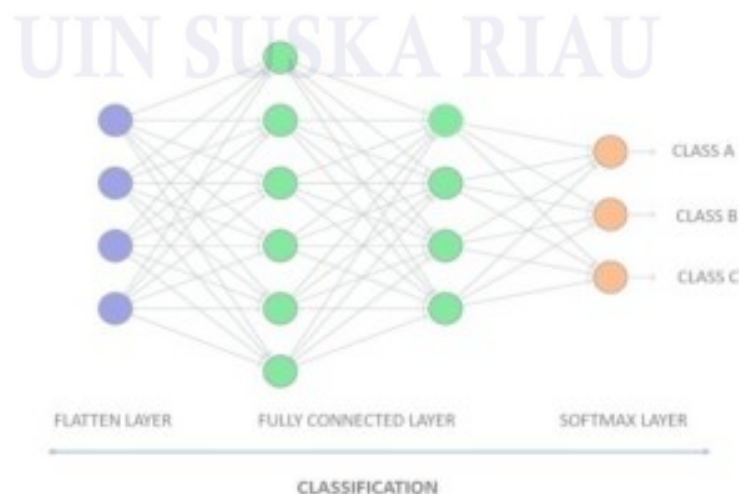 UIN SUSKA RIAU
CLASS A
CLASS B
CLASS C
FLATTEN LAYER
FULLY CONNECTED LAYER
SOFTMAX LAYER
CLASSIFICATION